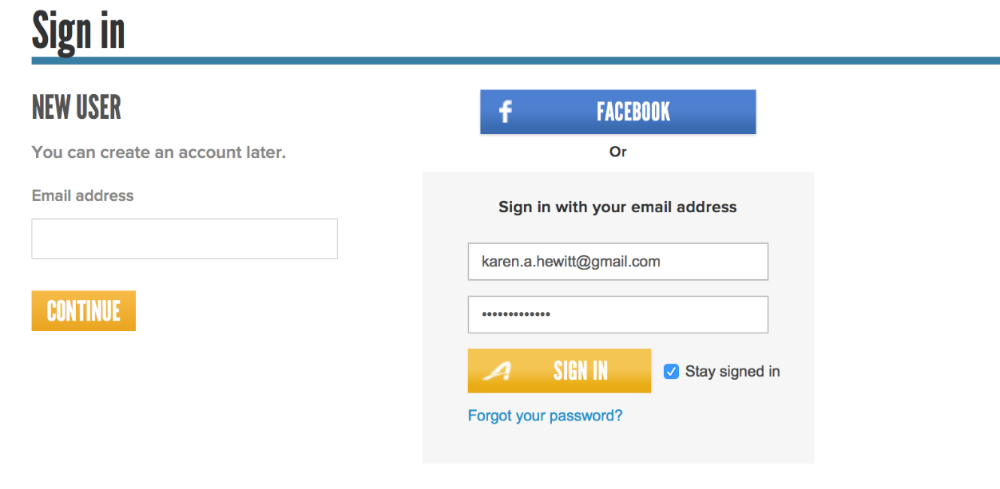 Sign in
NEW USER
You can create an account later.
Email address
CONTINUE
f FACEBOOK
Or
Sign in with your email address
karen.a.hewitt@gmail.com
•••••••••••••
SIGN IN
Stay signed in
Forgot your password?